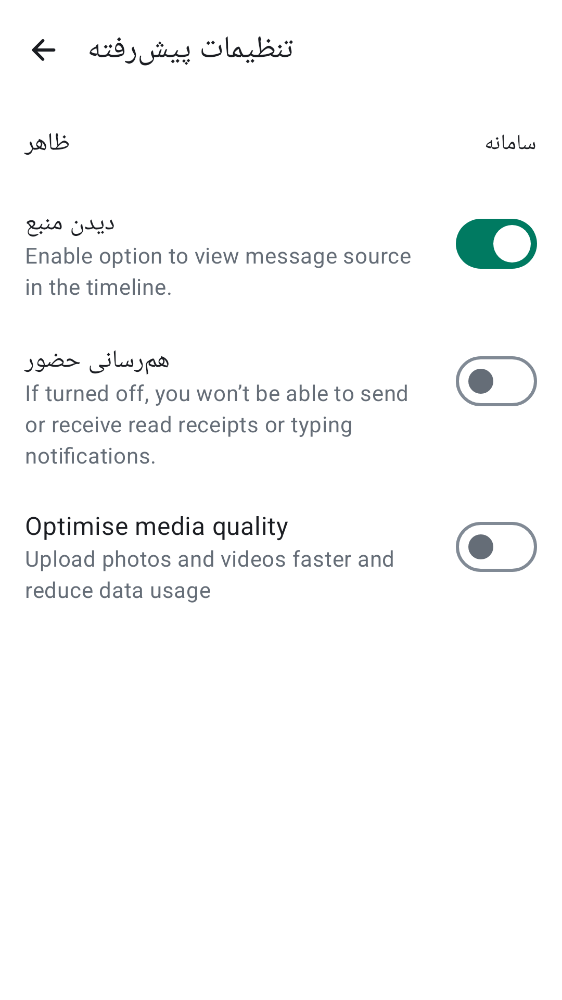 تنظیمات پیش‌رفته
ظاهر
سامانه
دیدن منبع
Enable option to view message source
in the timeline.
هم‌رسانی حضور
If turned off, you won’t be able to send
or receive read receipts or typing
notifications.
Optimise media quality
Upload photos and videos faster and
reduce data usage